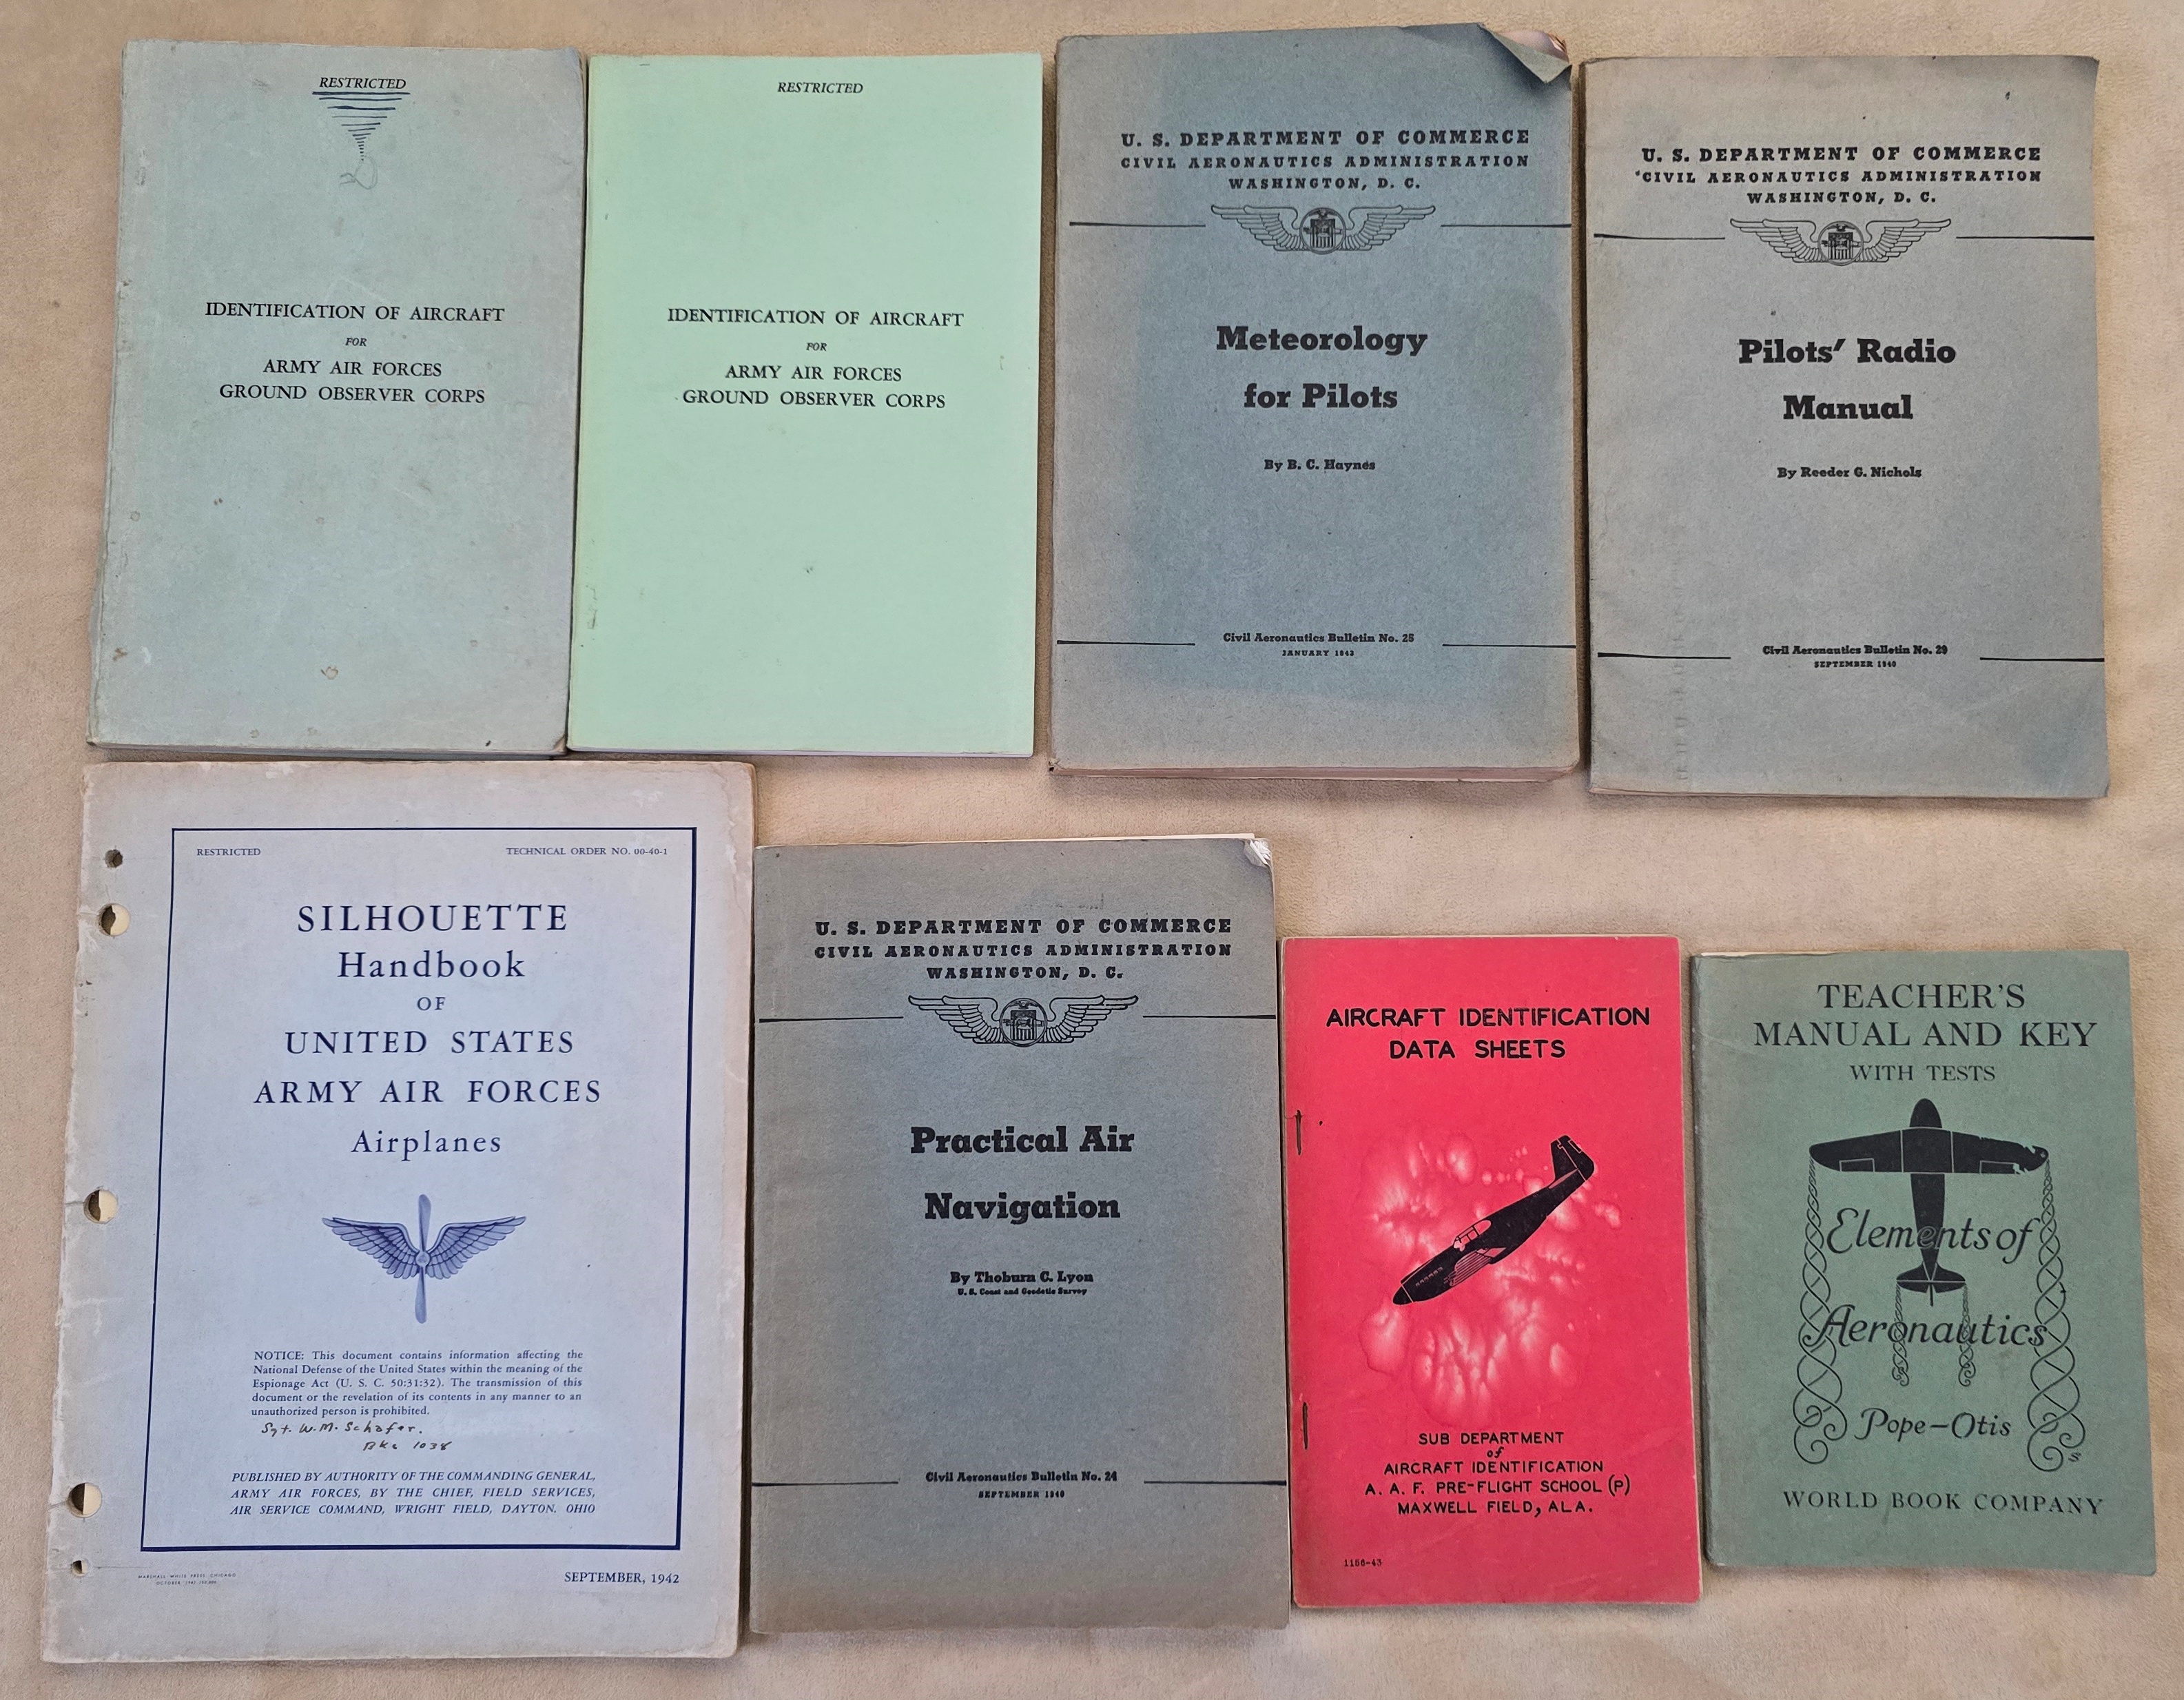 RESTRICTED
IDENTIFICATION OF AIRCRAFT
FOR
ARMY AIR FORCES
GROUND OBSERVER CORPS
RESTRICTED
IDENTIFICATION OF AIRCRAFT
FOR
ARMY AIR FORCES
GROUND OBSERVER CORPS
U. S. DEPARTMENT OF COMMERCE
CIVIL AERONAUTICS ADMINISTRATION
WASHINGTON, D. C.
Meteorology
for Pilots
By B. C. Haynes
Civil Aeronautics Bulletin No. 25
JANUARY 1943
U. S. DEPARTMENT OF COMMERCE
CIVIL AERONAUTICS ADMINISTRATION
WASHINGTON, D. C.
Pilots' Radio
Manual
By Reeder G. Nichols
Civil Aeronautics Bulletin No. 29
SEPTEMBER 1940
RESTRICTED
TECHNICAL ORDER NO. 00-40-1
SILHOUETTE
Handbook
OF
UNITED STATES
ARMY AIR FORCES
Airplanes
NOTICE: This document contains information affecting the
National Defense of the United States within the meaning of the
Espionage Act (U. S. C. 50:31:32). The transmission of this
document or the revelation of its contents in any manner to an
unauthorized person is prohibited.
Sgt. W.M. Schafer.
Bks 1038
PUBLISHED BY AUTHORITY OF THE COMMANDING GENERAL,
ARMY AIR FORCES, BY THE CHIEF, FIELD SERVICES,
AIR SERVICE COMMAND, WRIGHT FIELD, DAYTON, OHIO
MARSHALL WHITE PRESS, CHICAGO
SEPTEMBER, 1942
U. S. DEPARTMENT OF COMMERCE
CIVIL AERONAUTICS ADMINISTRATION
WASHINGTON, D. C.
Practical Air
Navigation
By Thoburn C. Lyon
U. S. Coast and Geodetic Survey
Civil Aeronautics Bulletin No. 24
SEPTEMBER 1940
AIRCRAFT IDENTIFICATION
DATA SHEETS
SUB DEPARTMENT
of
AIRCRAFT IDENTIFICATION
A. A. F. PRE-FLIGHT SCHOOL (P)
MAXWELL FIELD, ALA.
1166-43
TEACHER'S
MANUAL AND KEY
WITH TESTS
Elements of
Aeronautics
Pope-Otis
WORLD BOOK COMPANY